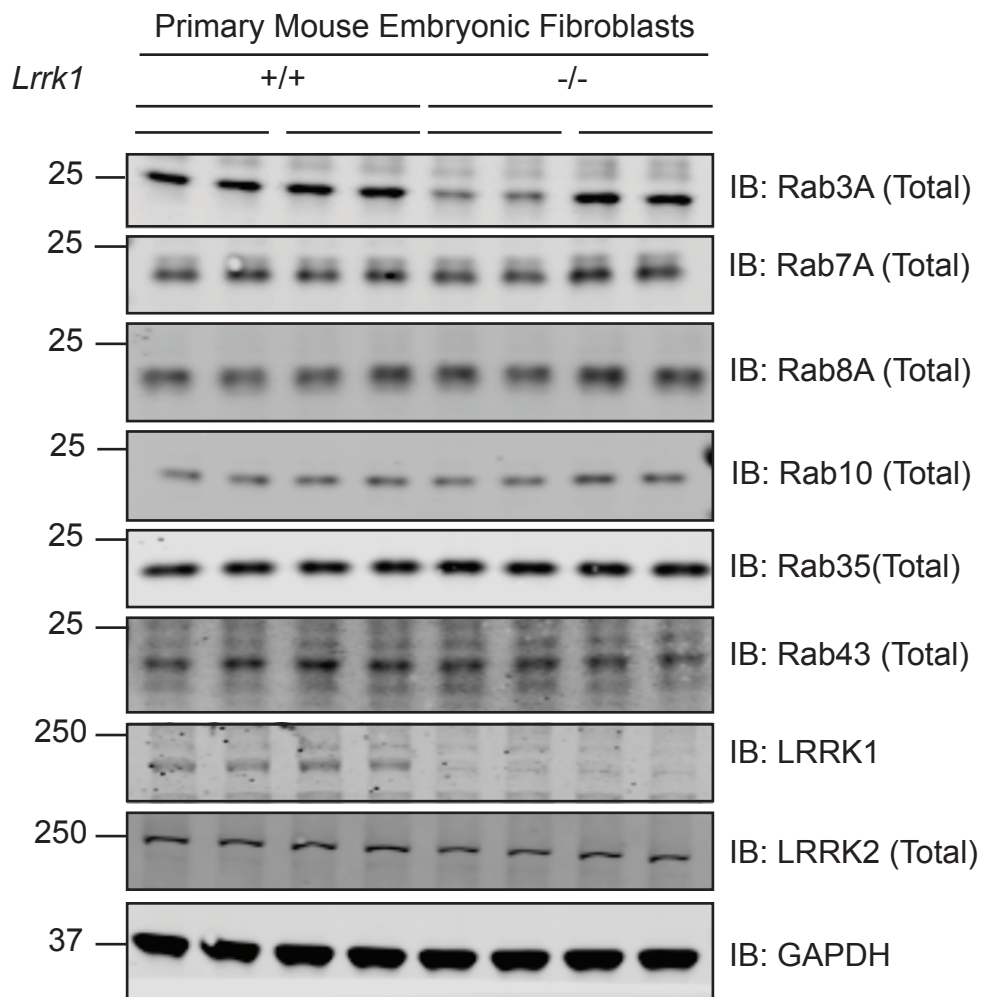 Primary Mouse Embryonic Fibroblasts
Lrrk1 +/+ -/-
25 IB: Rab3A (Total)
25 IB: Rab7A (Total)
25 IB: Rab8A (Total)
25 IB: Rab10 (Total)
25 IB: Rab35(Total)
25 IB: Rab43 (Total)
250 IB: LRRK1
250 IB: LRRK2 (Total)
37 IB: GAPDH